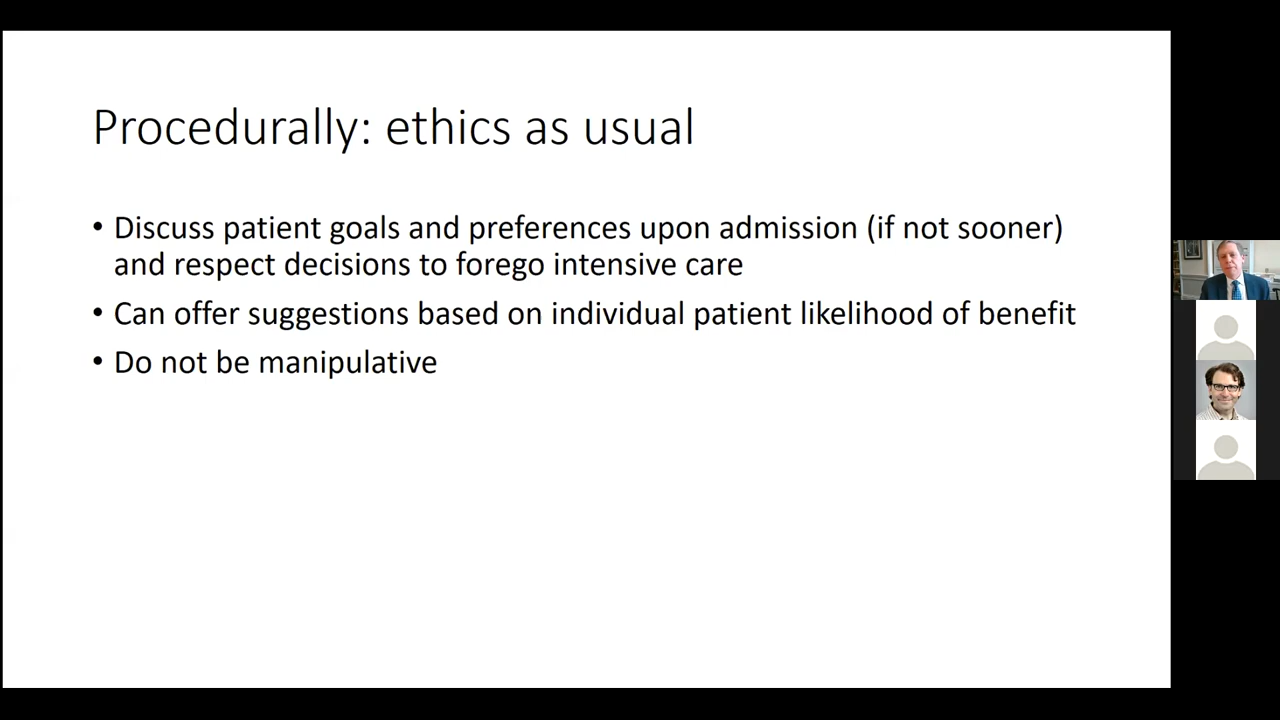 Procedurally: ethics as usual
• Discuss patient goals and preferences upon admission (if not sooner)
and respect decisions to forego intensive care
• Can offer suggestions based on individual patient likelihood of benefit
• Do not be manipulative